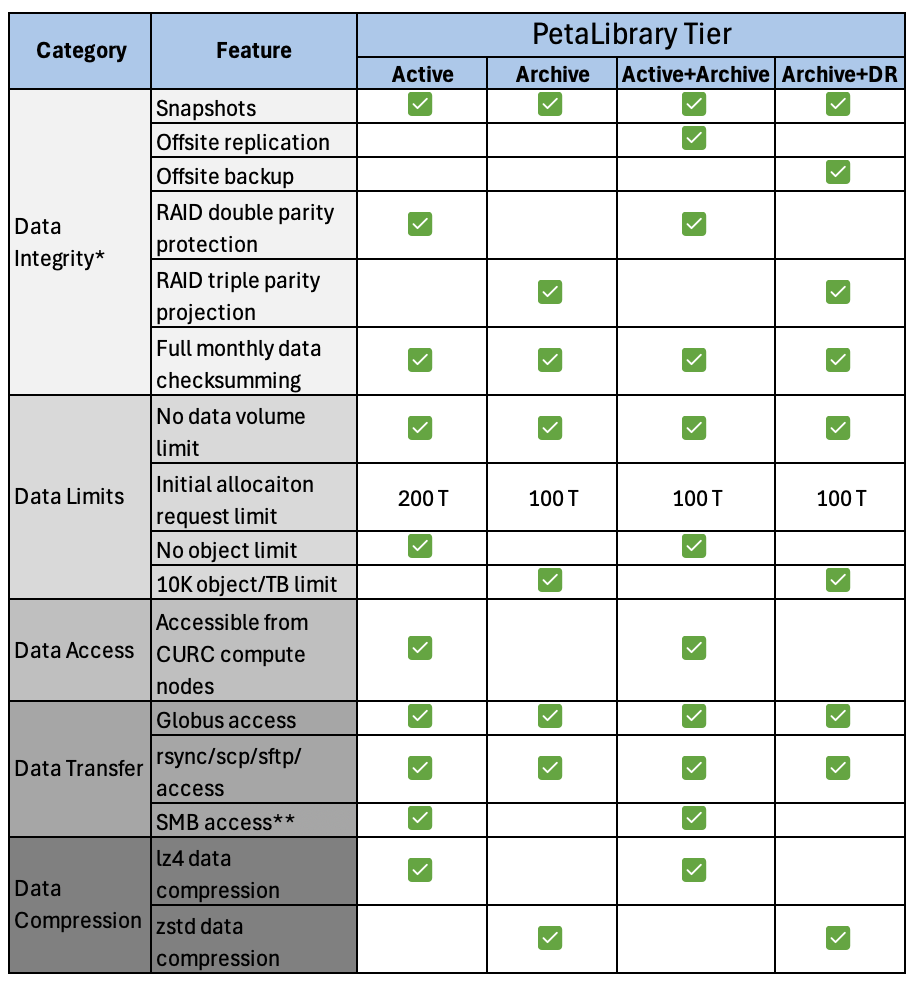 PetaLibrary Tier
Category
Feature
Active
Archive
Active+Archive
Archive+DR
Data
Integrity*
Snapshots
Offsite replication
Offsite backup
RAID double parity
protection
RAID triple parity
projection
Full monthly data
checksumming
Data Limits
No data volume
limit
Initial allocaiton
request limit
200 T
100 T
100 T
100 T
No object limit
10K object/TB limit
Data Access
Accessible from
CURC compute
nodes
Data Transfer
Globus access
rsync/scp/sftp/
access
SMB access**
Data
Compression
lz4 data
compression
zstd data
compression